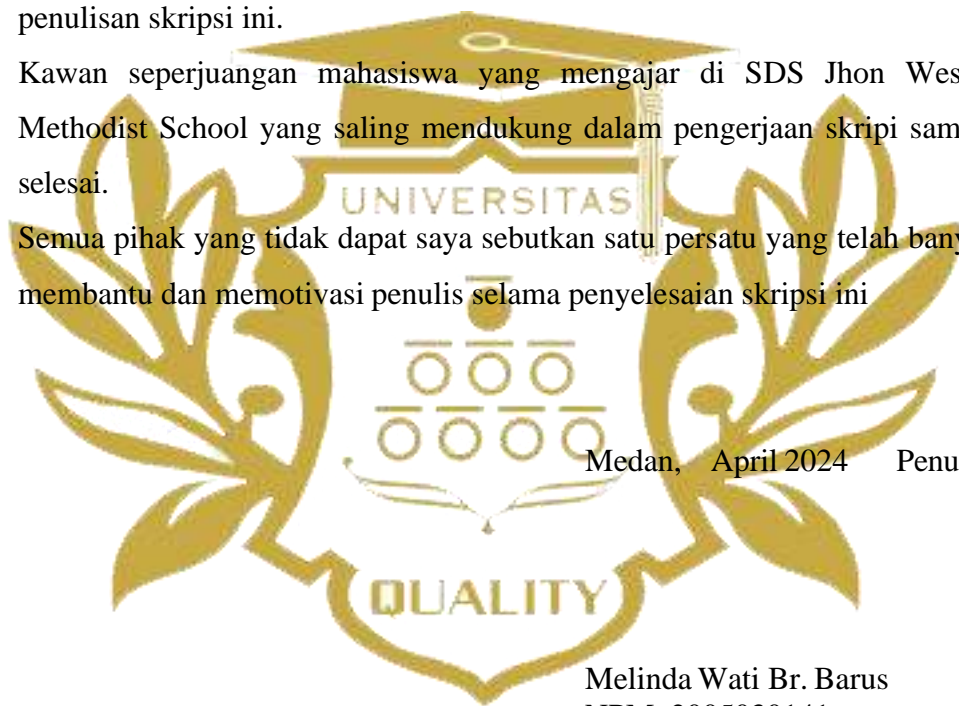 penulisan skripsi ini.
Kawan seperjuangan mahasiswa yang mengajar di SDS Jhon Wes
Methodist School yang saling mendukung dalam pengerjaan skripi sam
selesai.
UNIVERSITAS
Semua pihak yang tidak dapat saya sebutkan satu persatu yang telah bany
membantu dan memotivasi penulis selama penyelesaian skripsi ini
Medan, April 2024 Penu
QUALITY
Melinda Wati Br. Barus